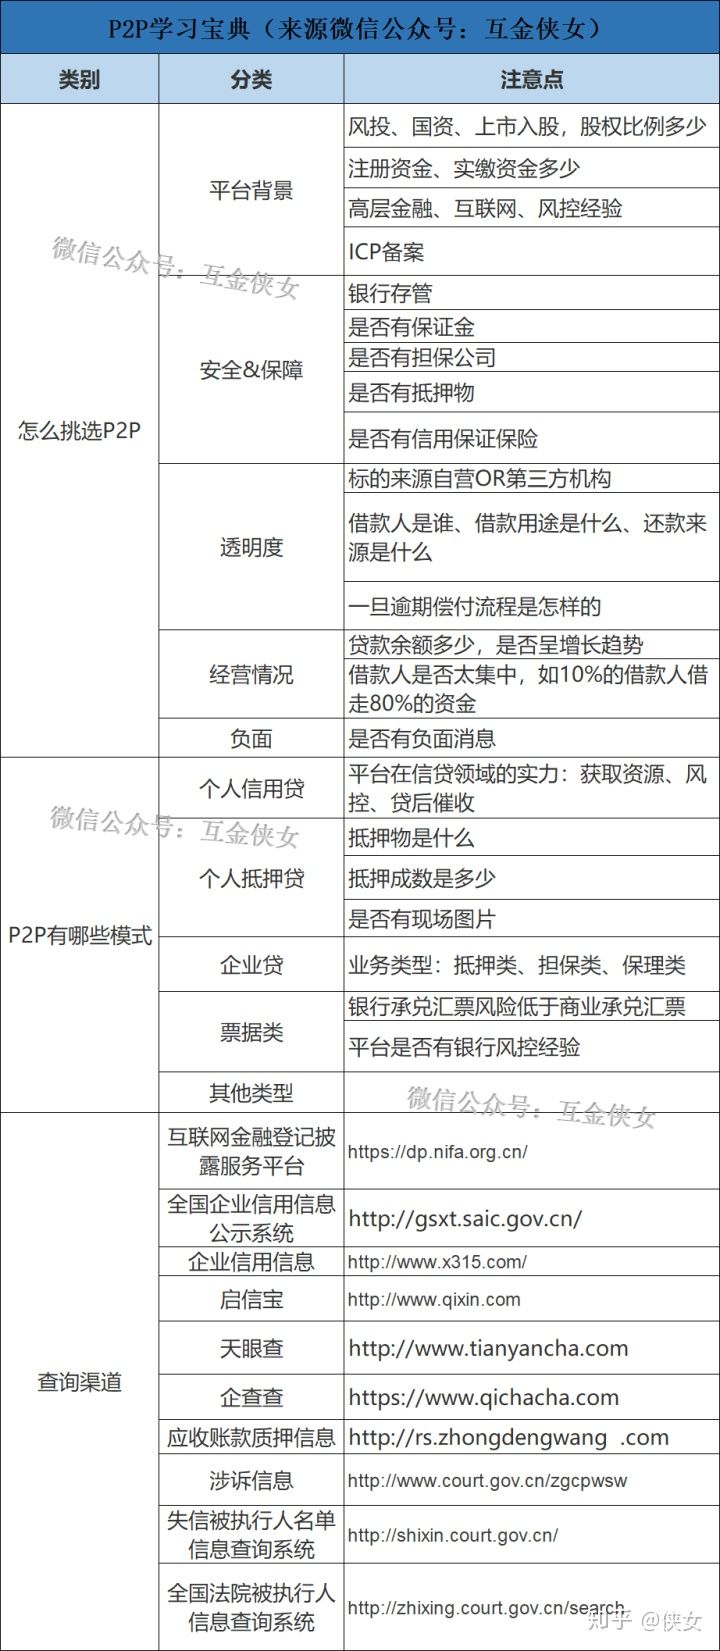 P2P学习宝典（来源微信公众号：互金侠女）
类别 分类 注意点
怎么挑选P2P
平台背景
风投、国资、上市入股，股权比例多少
注册资金、实缴资金多少
高层金融、互联网、风控经验
ICP备案
微信公众号：互金侠女
安全&保障
银行存管
是否有保证金
是否有担保公司
是否有抵押物
是否有信用保证保险
透明度
标的来源自营OR第三方机构
借款人是谁、借款用途是什么、还款来
源是什么
一旦逾期偿付流程是怎样的
经营情况
贷款余额多少，是否呈增长趋势
借款人是否太集中，如10%的借款人借
走80%的资金
负面
是否有负面消息
P2P有哪些模式
个人信用贷
平台在信贷领域的实力：获取资源、风
控、贷后催收
微信公众号：互金侠女
个人抵押贷
抵押物是什么
抵押成数是多少
是否有现场图片
企业贷
业务类型：抵押类、担保类、保理类
票据类
银行承兑汇票风险低于商业承兑汇票
平台是否有银行风控经验
其他类型
微信公众号：互金侠女
查询渠道
互联网金融登记披
露服务平台
https://dp.nifa.org.cn/
全国企业信用信息
公示系统
http://gsxt.saic.gov.cn/
企业信用信息
http://www.x315.com/
启信宝
http://www.qixin.com
天眼查
http://www.tianyancha.com
企查查
https://www.qichacha.com
应收账款质押信息
http://rs.zhongdengwang .com
涉诉信息
http://www.court.gov.cn/zgcpwsw
失信被执行人名单
信息查询系统
http://shixin.court.gov.cn/
全国法院被执行人
信息查询系统
http://zhixing.court.gov.cn/search
知乎 @侠女